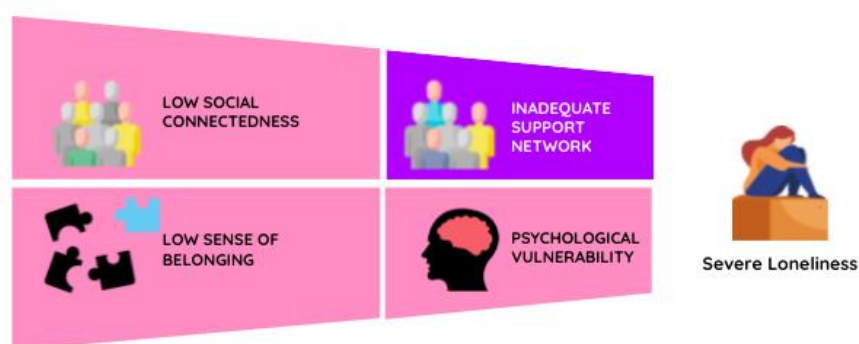 LOW SOCIAL
CONNECTEDNESS
INADEQUATE
SUPPORT
NETWORK
LOW SENSE OF
BELONGING
PSYCHOLOGICAL
VULNERABILITY
Severe Loneliness